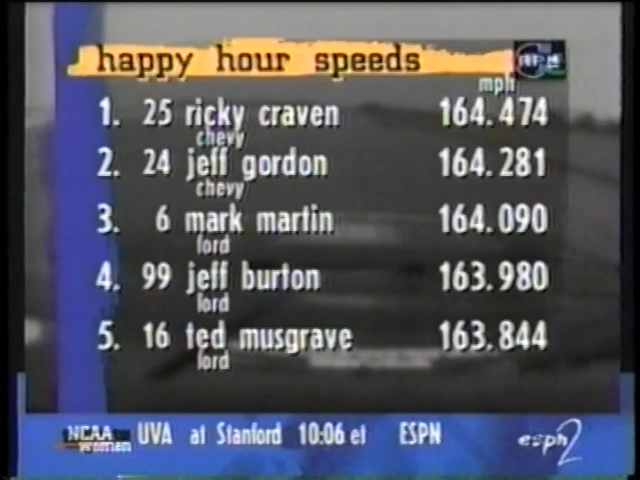 happy hour speeds
mph
1. 25 ricky craven 164.474
chevy
2. 24 jeff gordon 164.281
chevy
3. 6 mark martin 164.090
ford
4. 99 jeff burton 163.980
ford
5. 16 ted musgrave 163.844
ford
NCAA women UVA at Stanford 10:06 et ESPN
espn2